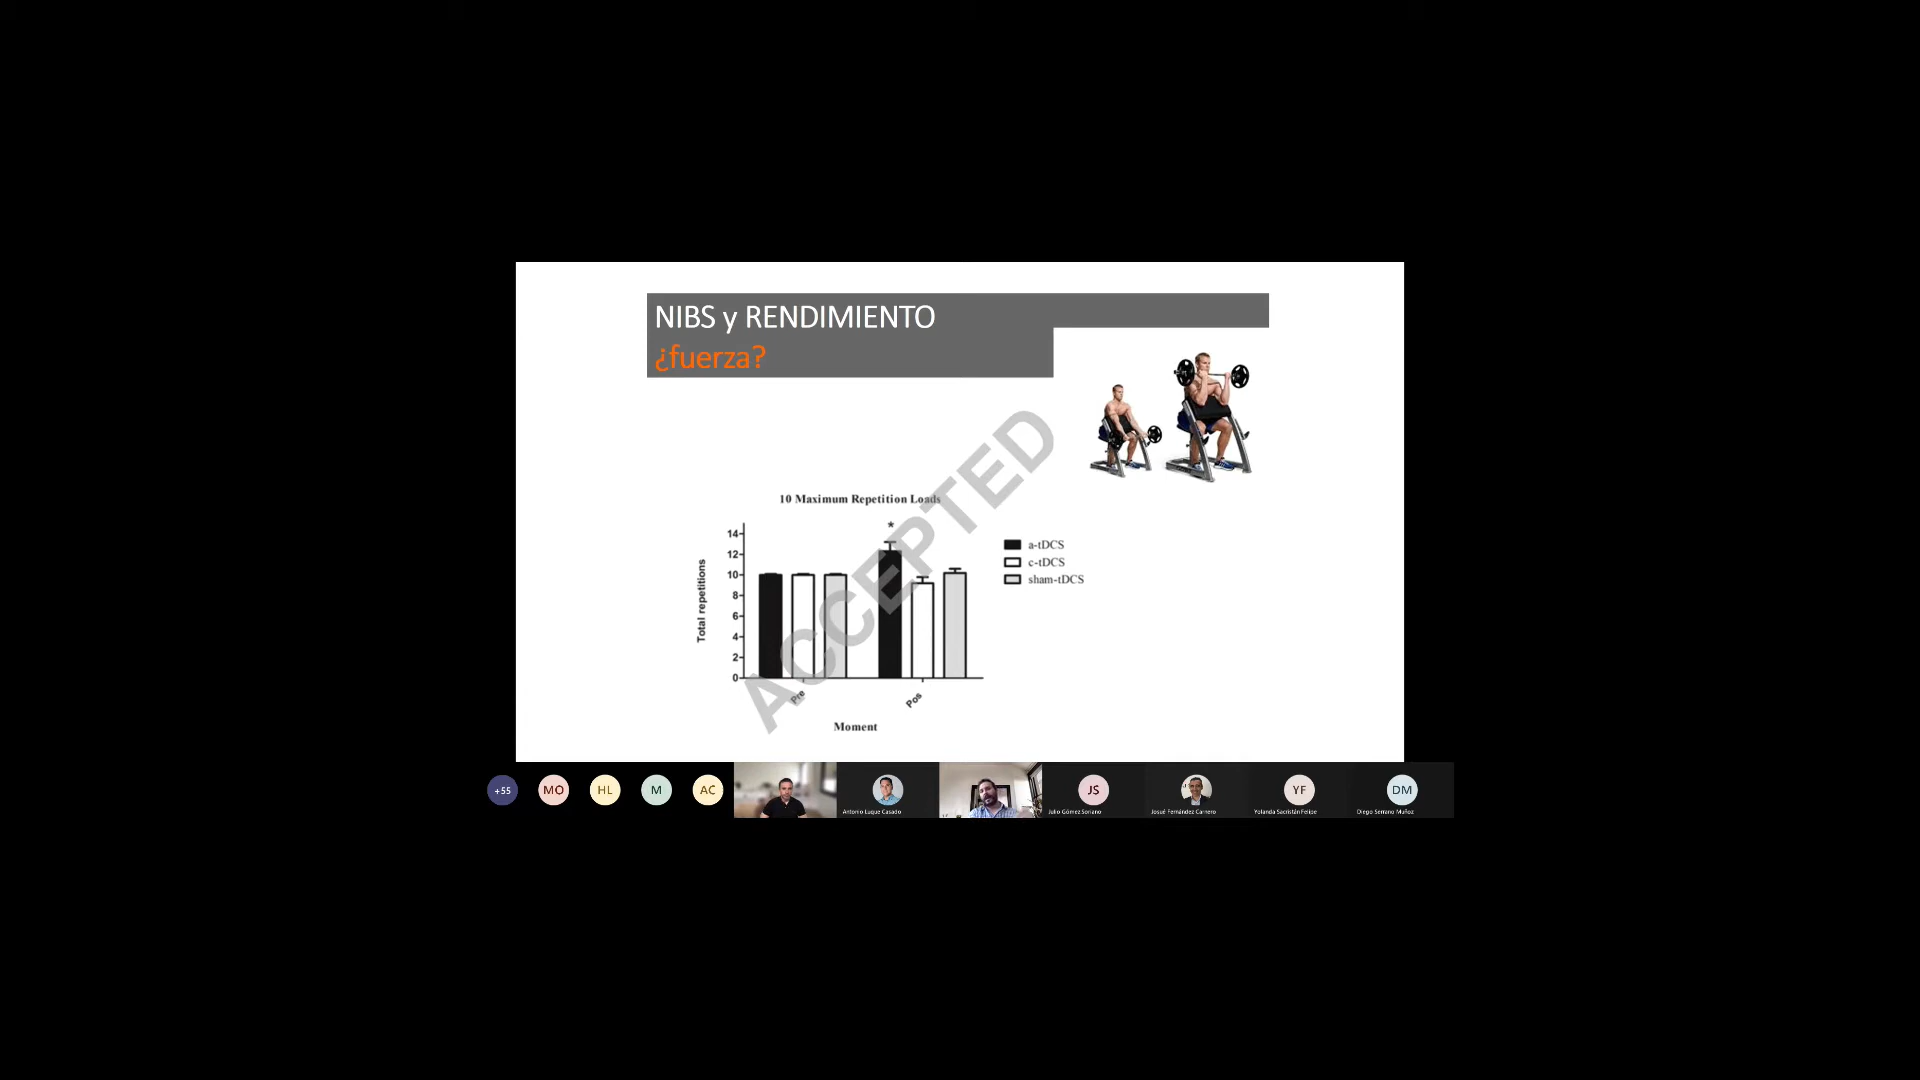 NIBS y RENDIMIENTO
¿fuerza?
ACCEPTED
10 Maximum Repetition Loads
*
Total repetitions
14
12
10
8
6
4
2
0
Pre
Pos
Moment
a-tDCS
c-tDCS
sham-tDCS
+55
MO
HL
M
AC
Antonio Luque Casado
JS
Julio Gómez Soriano
Josué Fernández Carnero
YF
Yolanda Sacristán Felipe
DM
Diego Serrano Muñoz